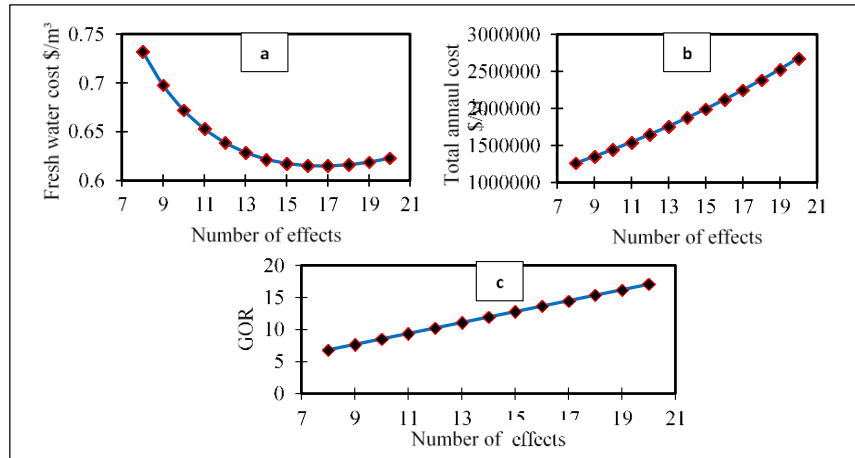 a
Fresh water cost $/m³
0.75
0.7
0.65
0.6
7 9 11 13 15 17 19 21
Number of effects
b
Total annaul cost
$/
3000000
2500000
2000000
1500000
1000000
7 9 11 13 15 17 19 21
Number of effects
c
GOR
20
15
10
5
0
7 9 11 13 15 17 19 21
Number of effects